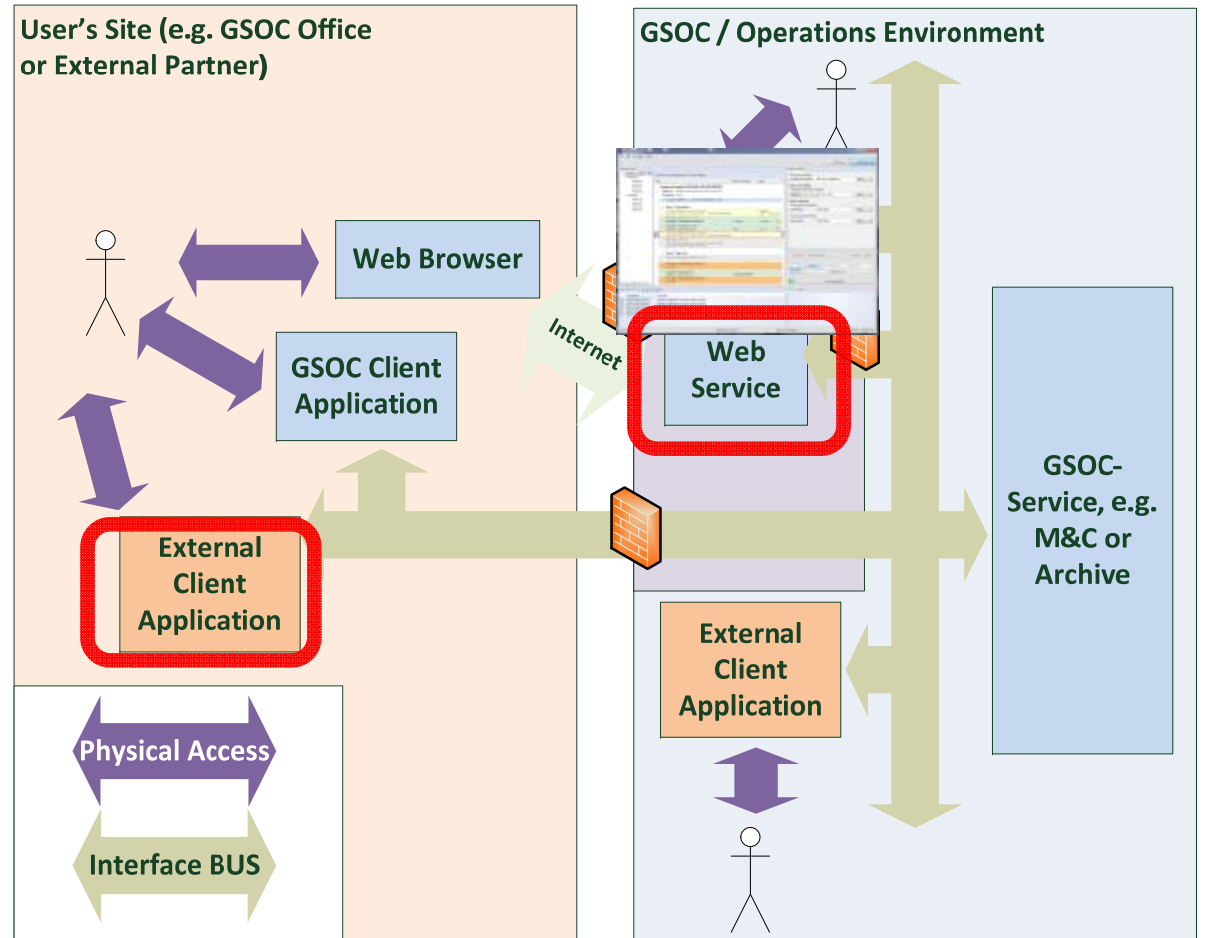 User's Site (e.g. GSOC Office
or External Partner)
GSOC / Operations Environment
Web Browser
GSOC Client
Application
Internet
Web
Service
GSOC-
Service, e.g.
M&C or
Archive
External
Client
Application
External
Client
Application
Physical Access
Interface BUS